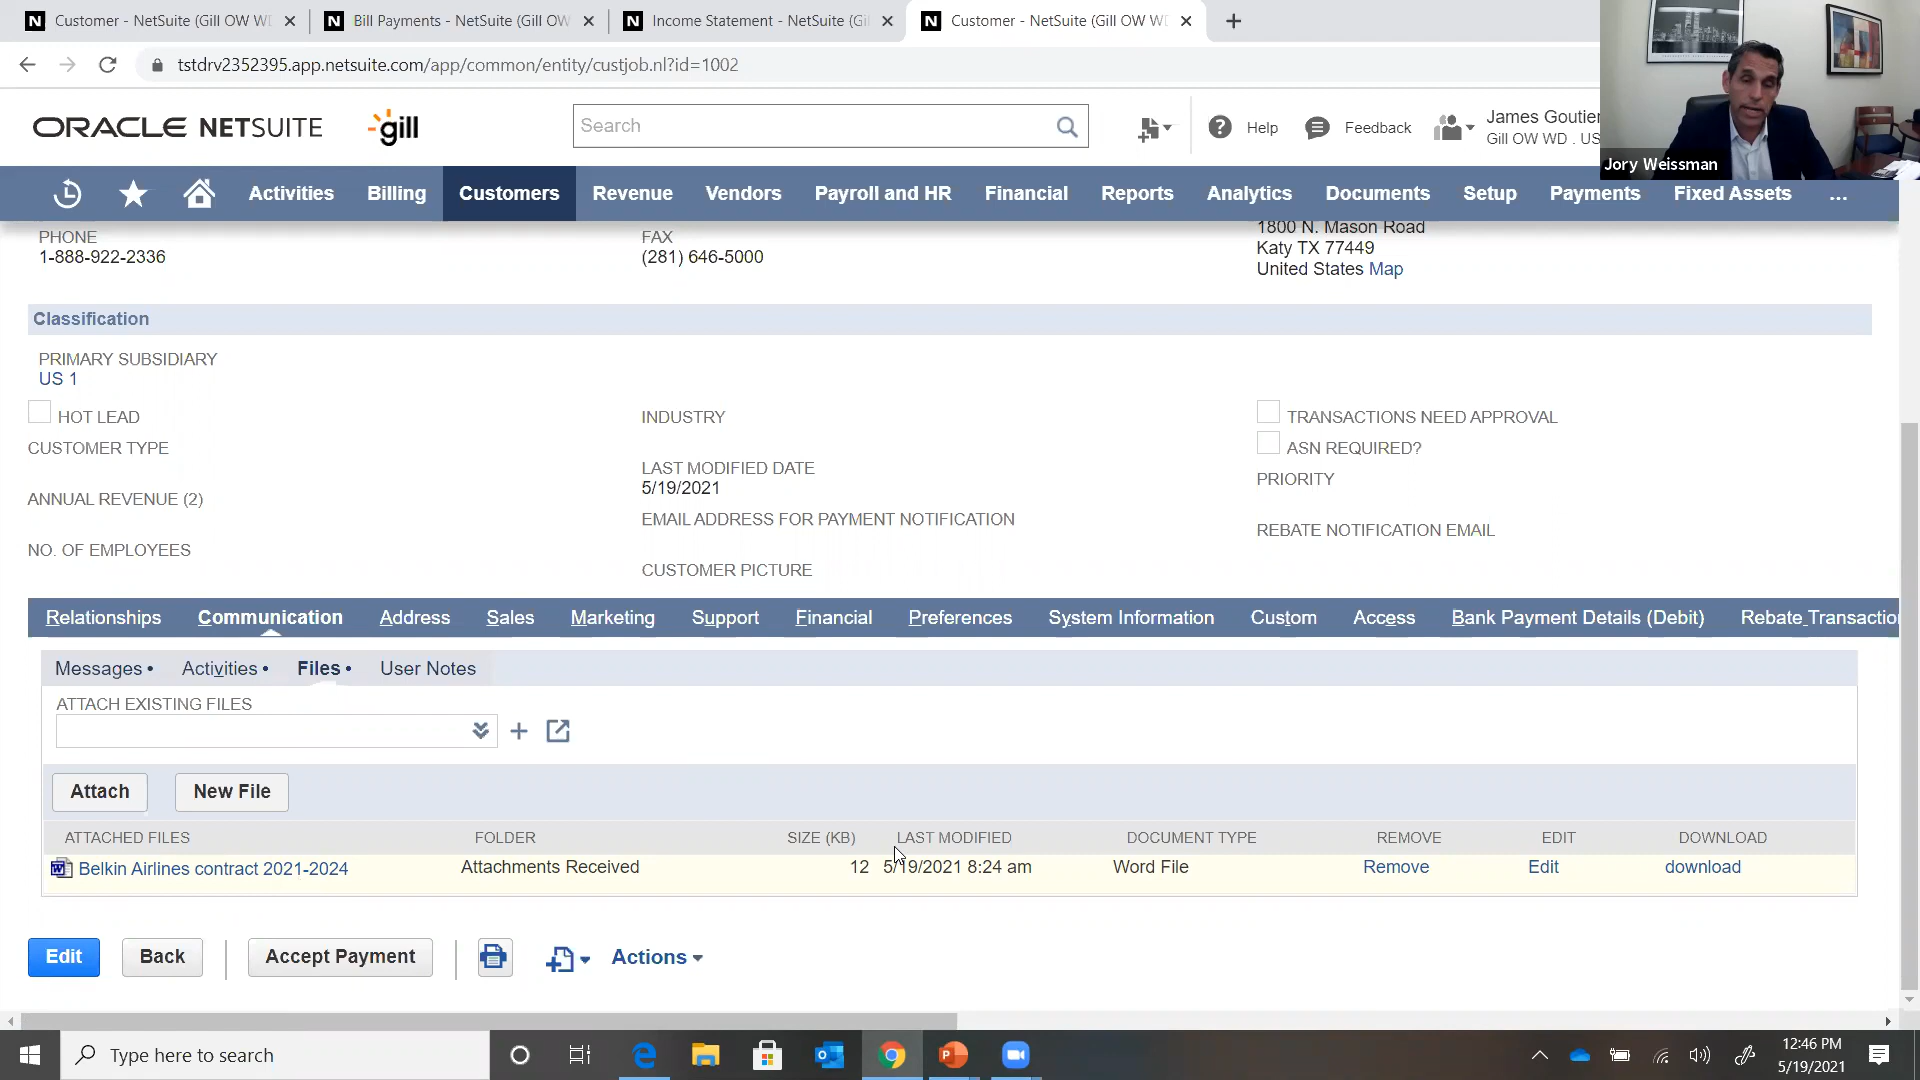 Customer - NetSuite (Gill OW WD
Bill Payments - NetSuite (Gill OW
Income Statement - NetSuite (Gil
Customer - NetSuite (Gill OW WD
tstdrv2352395.app.netsuite.com/app/common/entity/custjob.nl?id=1002
ORACLE NETSUITE
gill
Search
Help
Feedback
James Goutier
Gill OW WD . US
Jory Weissman
Activities Billing Customers Revenue Vendors Payroll and HR Financial Reports Analytics Documents Setup Payments Fixed Assets ...
PHONE
1-888-922-2336
FAX
(281) 646-5000
1800 N. Mason Road
Katy TX 77449
United States Map
Classification
PRIMARY SUBSIDIARY
US 1
HOT LEAD
CUSTOMER TYPE
ANNUAL REVENUE (2)
NO. OF EMPLOYEES
INDUSTRY
LAST MODIFIED DATE
5/19/2021
EMAIL ADDRESS FOR PAYMENT NOTIFICATION
CUSTOMER PICTURE
TRANSACTIONS NEED APPROVAL
ASN REQUIRED?
PRIORITY
REBATE NOTIFICATION EMAIL
Relationships Communication Address Sales Marketing Support Financial Preferences System Information Custom Access Bank Payment Details (Debit) Rebate Transactio
Messages • Activities • Files • User Notes
ATTACH EXISTING FILES
Attach New File
ATTACHED FILES FOLDER SIZE (KB) LAST MODIFIED DOCUMENT TYPE REMOVE EDIT DOWNLOAD
Belkin Airlines contract 2021-2024 Attachments Received 12 5/19/2021 8:24 am Word File Remove Edit download
Edit Back Accept Payment Actions
Type here to search
12:46 PM
5/19/2021